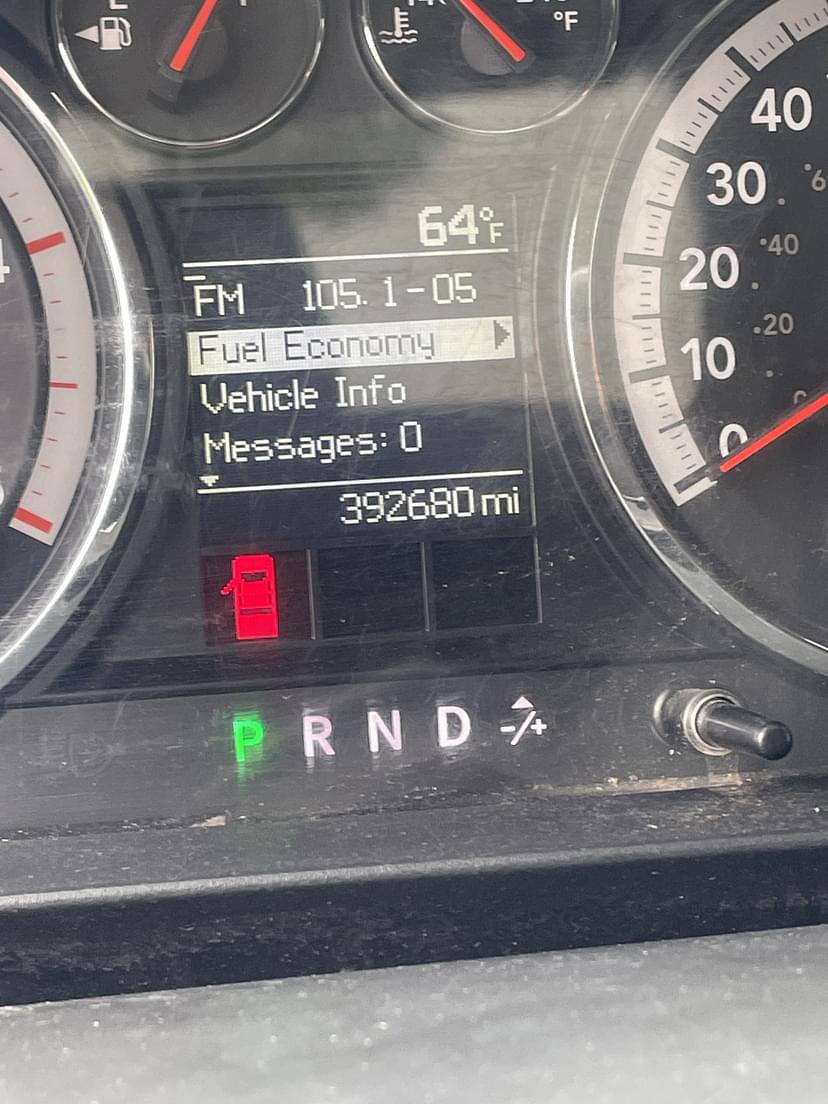 °F
64°F
FM 105.1-05
Fuel Economy
Vehicle Info
Messages: 0
392680 mi
P R N D -/+
40
30
20
10
0
40
20
0